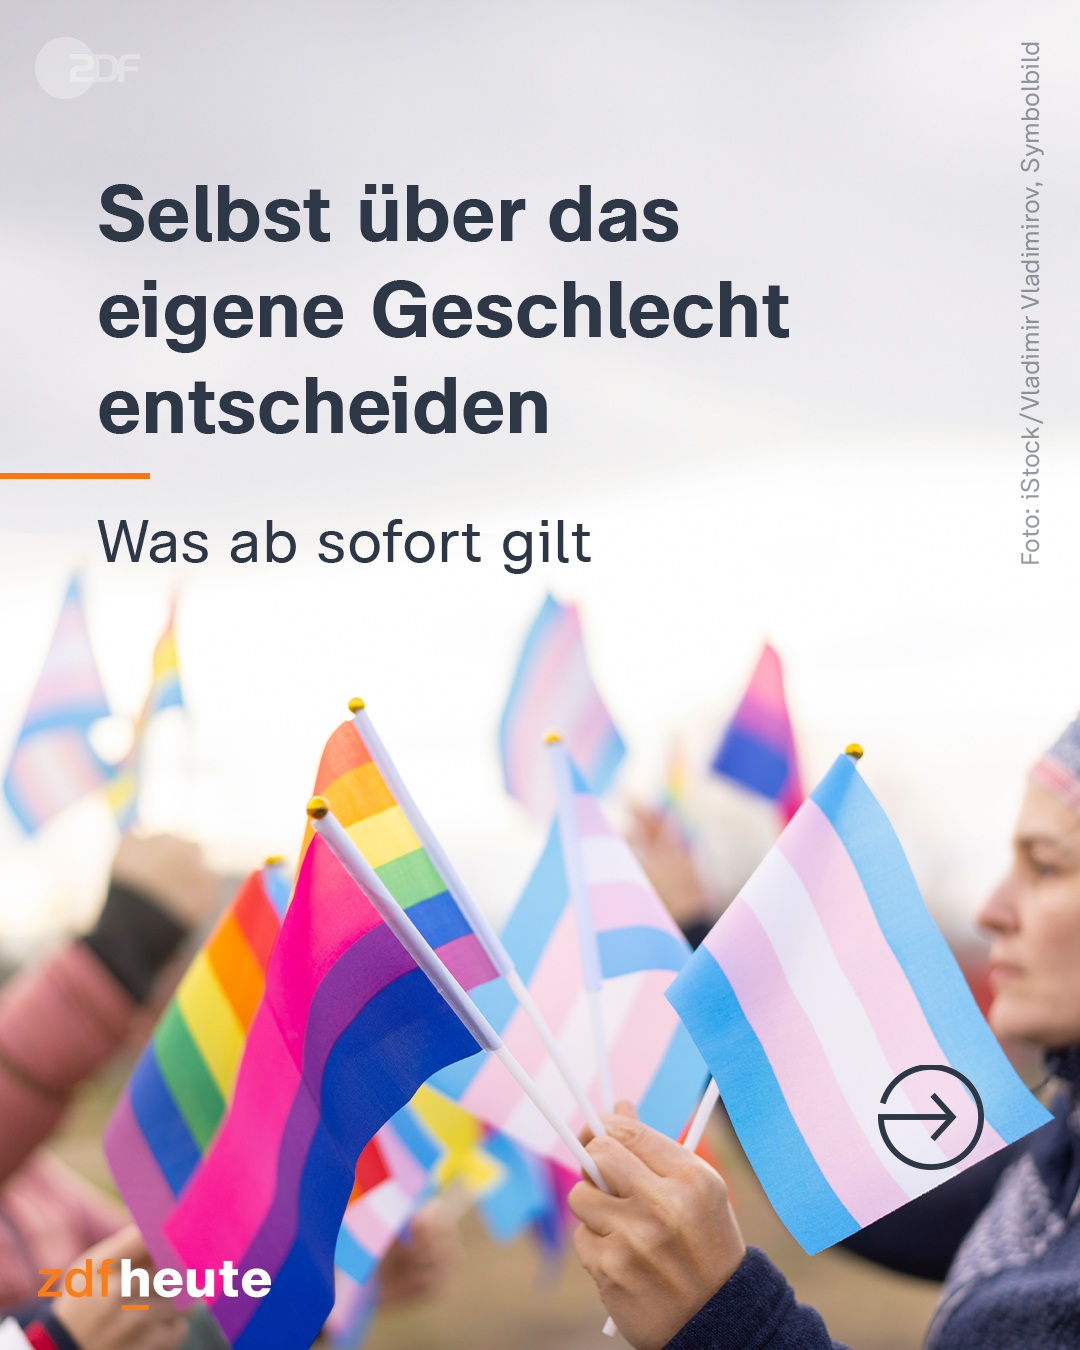 ZDF
Selbst über das
eigene Geschlecht
entscheiden
Was ab sofort gilt
Foto: iStock/Vladimir Vladimirov, Symbolbild
zdfheute